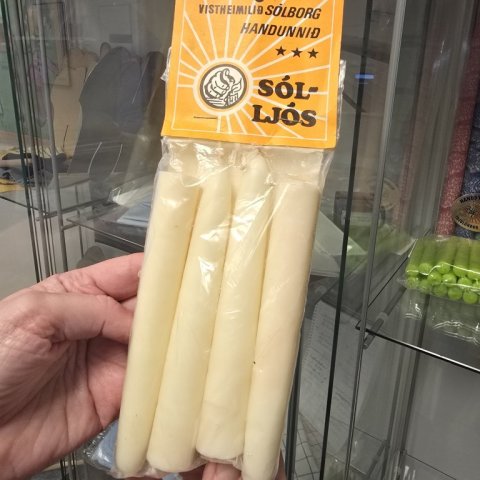 VISTHEIMILIÐ SÓLBORG
HANDUNNIÐ
SÓL-
LJÓS